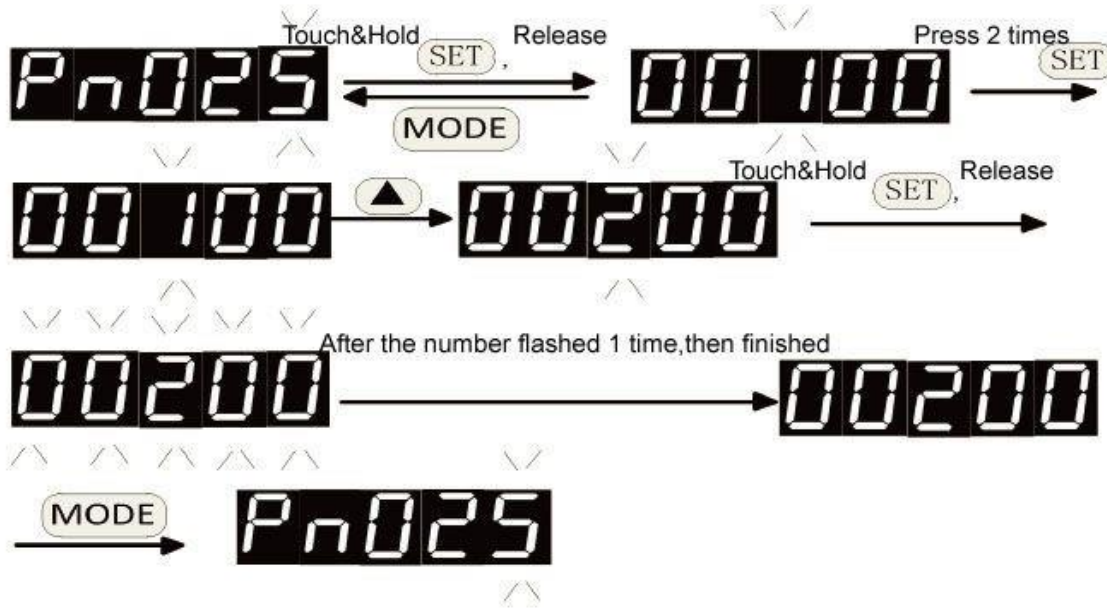 Touch&Hold SET, Release
Press 2 times
Pn025
00100
SET
MODE
Touch&Hold SET, Release
00100
▲
00200
After the number flashed 1 time,then finished
00200
00200
MODE
Pn025